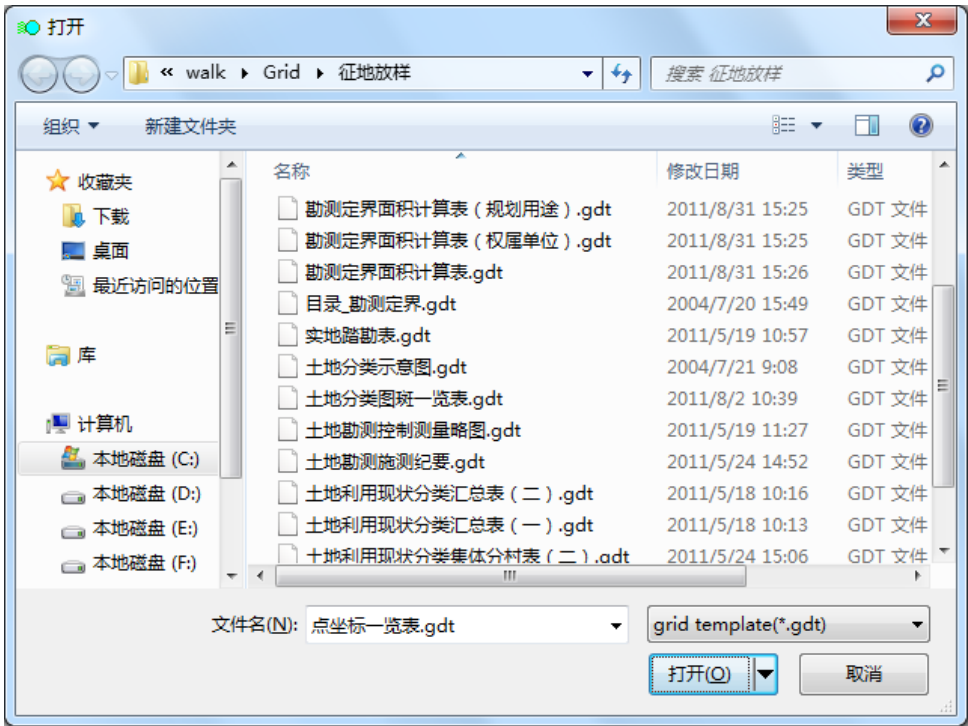 打开
« walk ▸ Grid ▸ 征地放样
搜索 征地放样
组织 新建文件夹
收藏夹
下载
桌面
最近访问的位置
库
计算机
本地磁盘 (C:)
本地磁盘 (D:)
本地磁盘 (E:)
本地磁盘 (F:)
名称 修改日期 类型
勘测定界面积计算表（规划用途）.gdt 2011/8/31 15:25 GDT 文件
勘测定界面积计算表（权属单位）.gdt 2011/8/31 15:25 GDT 文件
勘测定界面积计算表.gdt 2011/8/31 15:26 GDT 文件
目录_勘测定界.gdt 2004/7/20 15:49 GDT 文件
实地踏勘表.gdt 2011/5/19 10:57 GDT 文件
土地分类示意图.gdt 2004/7/21 9:08 GDT 文件
土地分类图斑一览表.gdt 2011/8/2 10:39 GDT 文件
土地勘测控制测量略图.gdt 2011/5/19 11:27 GDT 文件
土地勘测施测纪要.gdt 2011/5/24 14:52 GDT 文件
土地利用现状分类汇总表（二）.gdt 2011/5/18 10:16 GDT 文件
土地利用现状分类汇总表（一）.gdt 2011/5/18 10:13 GDT 文件
土地利用现状分类集体分村表（二）.gdt 2011/5/24 15:06 GDT 文件
文件名(N): 点坐标一览表.gdt grid template(*.gdt)
打开(O) 取消